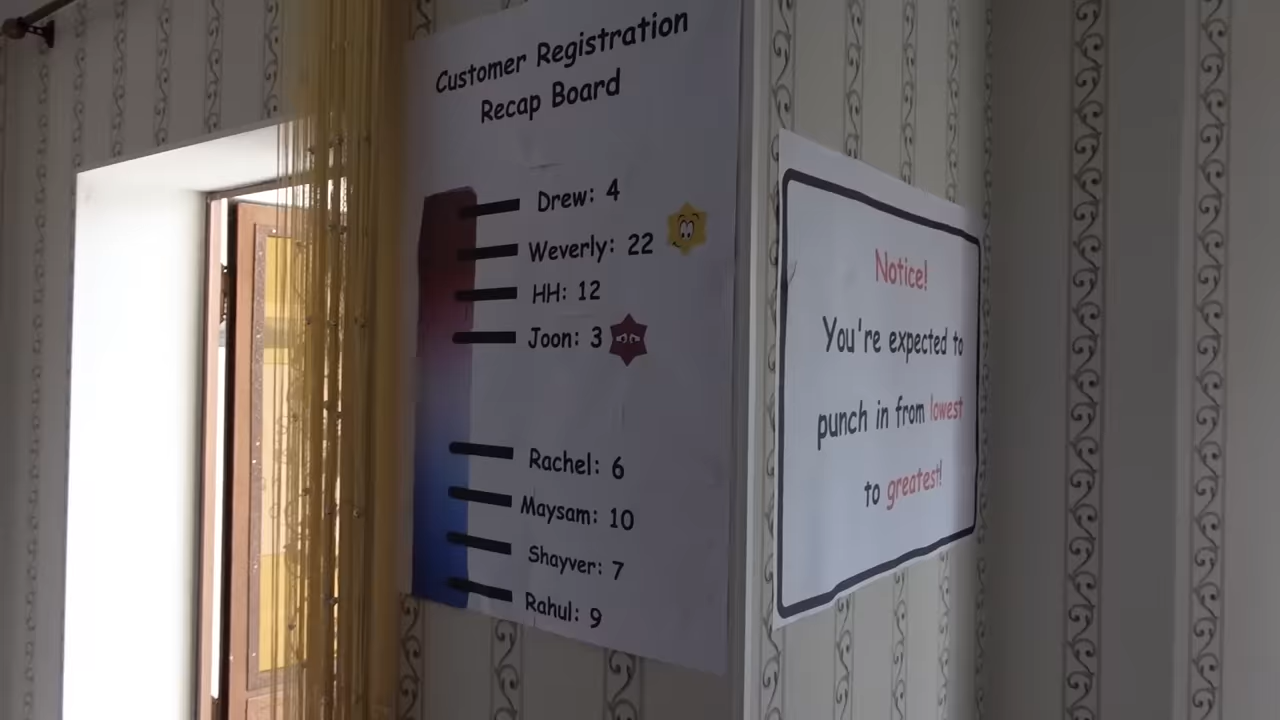 Customer Registration
Recap Board
Drew: 4
Weverly: 22
HH: 12
Joon: 3
Rachel: 6
Maysam: 10
Shayver: 7
Rahul: 9
Notice!
You're expected to
punch in from lowest
to greatest!